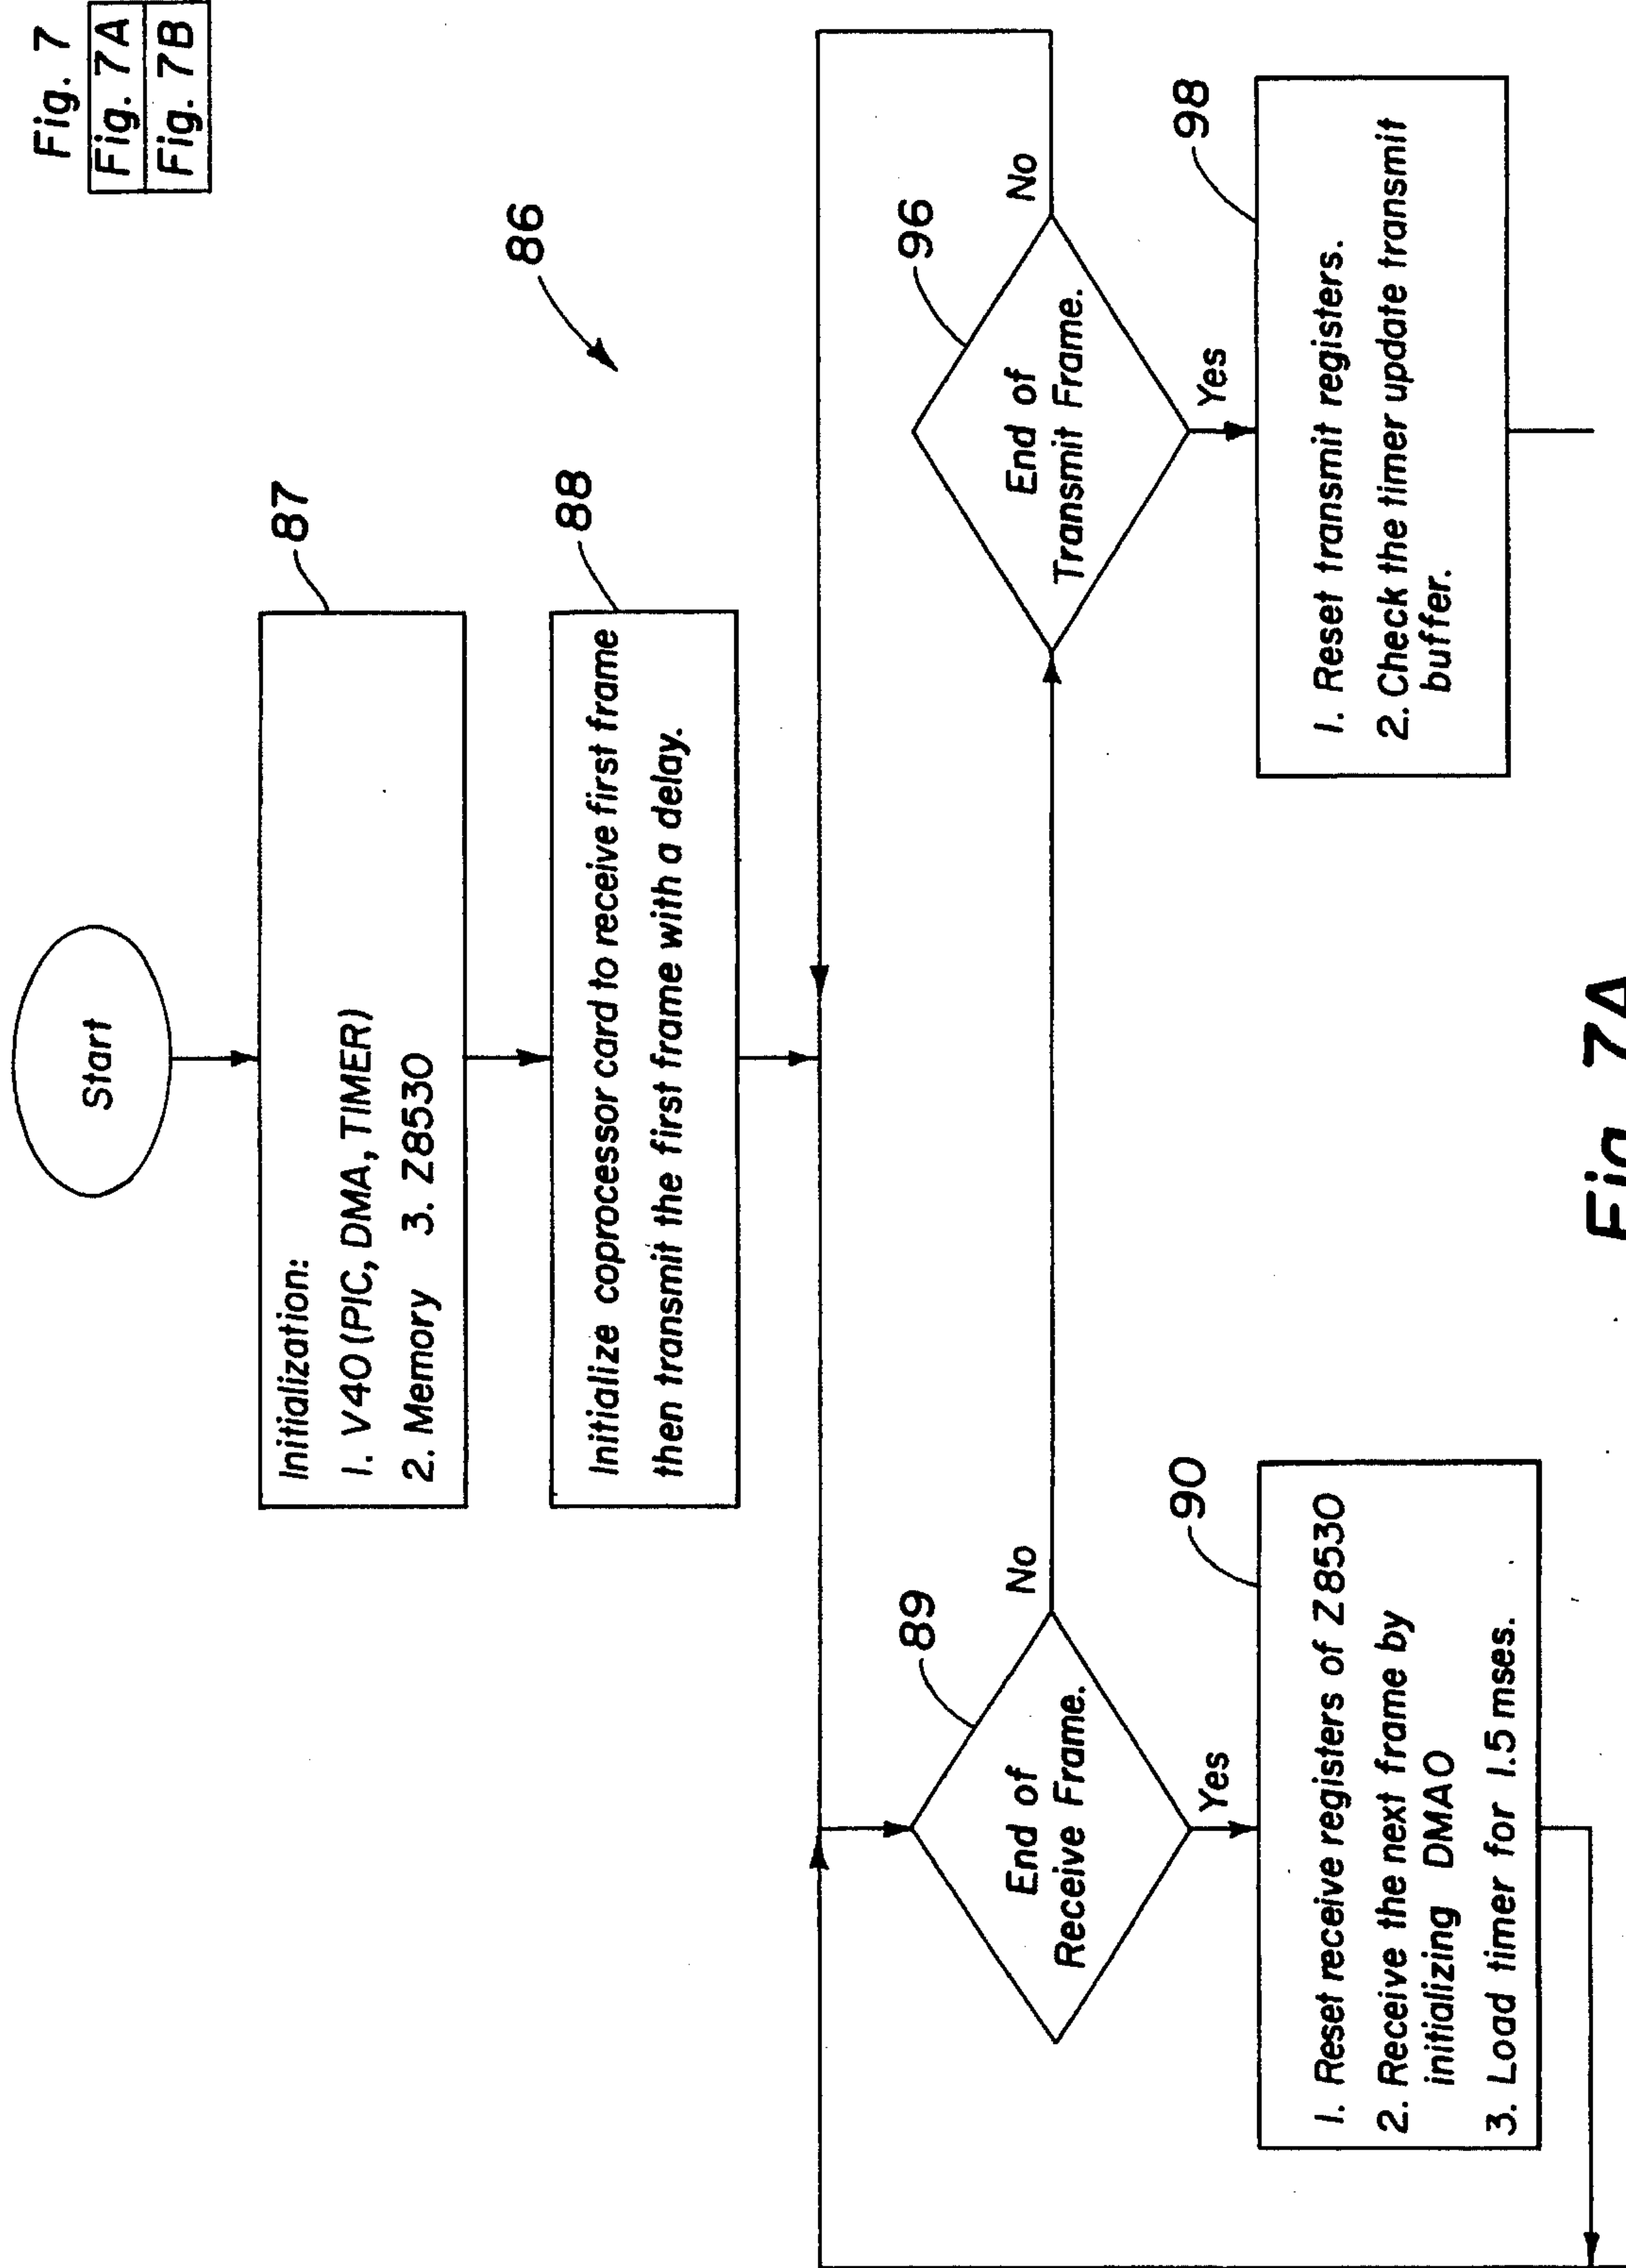 Fig. 7
Fig. 7A
Fig. 7B
86
Start
87
Initialization:
1. V40 (PIC, DMA, TIMER)
2. Memory 3. Z8530
88
Initialize coprocessor card to receive first frame
then transmit the first frame with a delay.
89
End of
Receive Frame.
No
Yes
96
End of
Transmit Frame.
No
Yes
90
1. Reset receive registers of Z8530
2. Receive the next frame by
initializing DMAO
3. Load timer for 1.5 mses.
98
1. Reset transmit registers.
2. Check the timer update transmit
buffer.
Fig. 7A